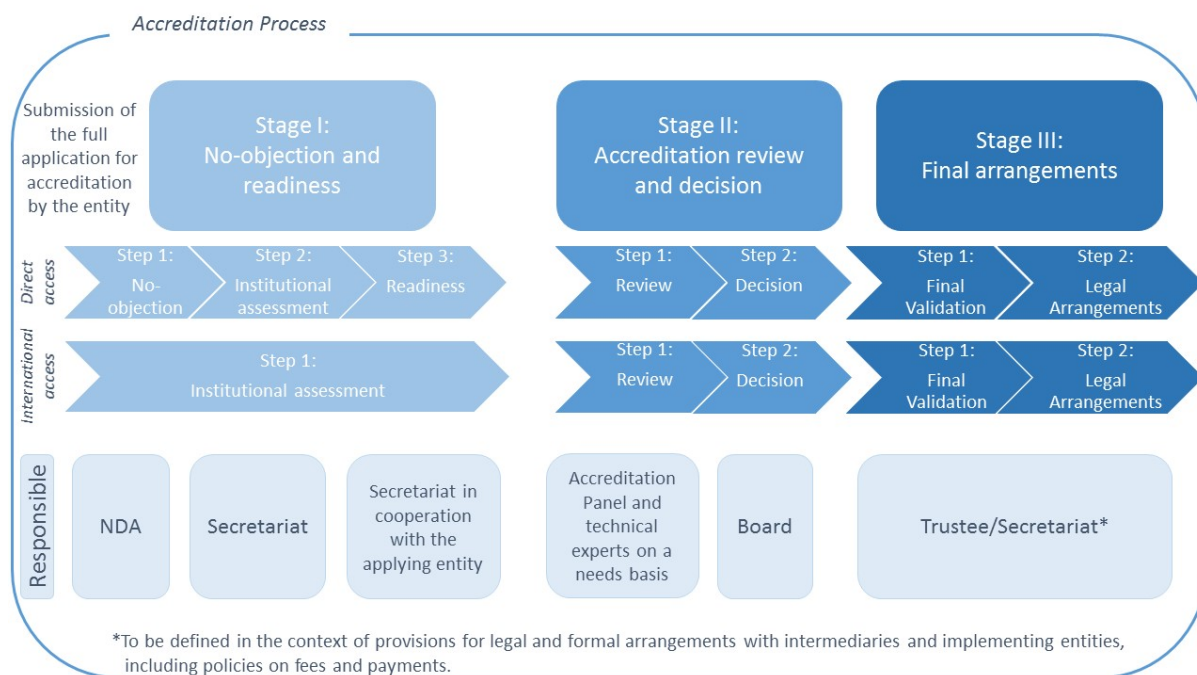 Accreditation Process
Submission of
the full
application for
accreditation
by the entity
Stage I:
No-objection and
readiness
Stage II:
Accreditation review
and decision
Stage III:
Final arrangements
Direct
access
Step 1:
No-
objection
Step 2:
Institutional
assessment
Step 3:
Readiness
Step 1:
Review
Step 2:
Decision
Step 1:
Final
Validation
Step 2:
Legal
Arrangements
International
access
Step 1:
Institutional assessment
Step 1:
Review
Step 2:
Decision
Step 1:
Final
Validation
Step 2:
Legal
Arrangements
Responsible
NDA
Secretariat
Secretariat in
cooperation
with the
applying entity
Accreditation
Panel and
technical
experts on a
needs basis
Board
Trustee/Secretariat*
*To be defined in the context of provisions for legal and formal arrangements with intermediaries and implementing entities,
including policies on fees and payments.